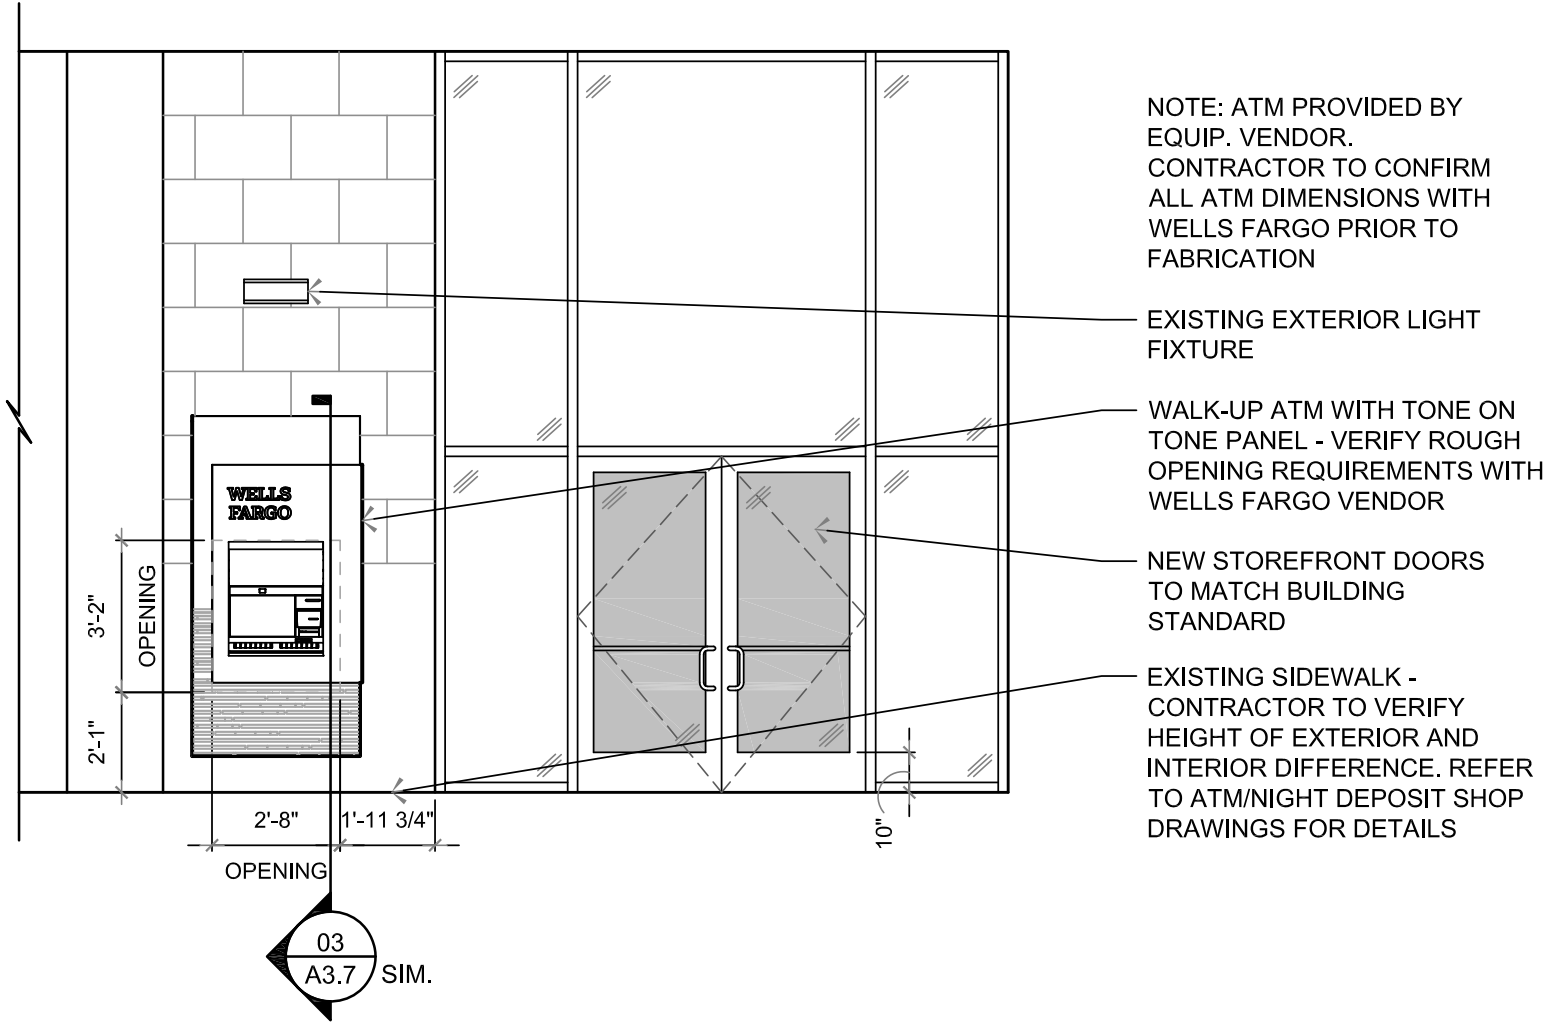 NOTE: ATM PROVIDED BY
EQUIP. VENDOR.
CONTRACTOR TO CONFIRM
ALL ATM DIMENSIONS WITH
WELLS FARGO PRIOR TO
FABRICATION
EXISTING EXTERIOR LIGHT
FIXTURE
WALK-UP ATM WITH TONE ON
TONE PANEL - VERIFY ROUGH
OPENING REQUIREMENTS WITH
WELLS FARGO VENDOR
NEW STOREFRONT DOORS
TO MATCH BUILDING
STANDARD
EXISTING SIDEWALK -
CONTRACTOR TO VERIFY
HEIGHT OF EXTERIOR AND
INTERIOR DIFFERENCE. REFER
TO ATM/NIGHT DEPOSIT SHOP
DRAWINGS FOR DETAILS
WELLS
FARGO
3'-2"
OPENING
2'-1"
2'-8"
1'-11 3/4"
OPENING
10"
03
A3.7
SIM.